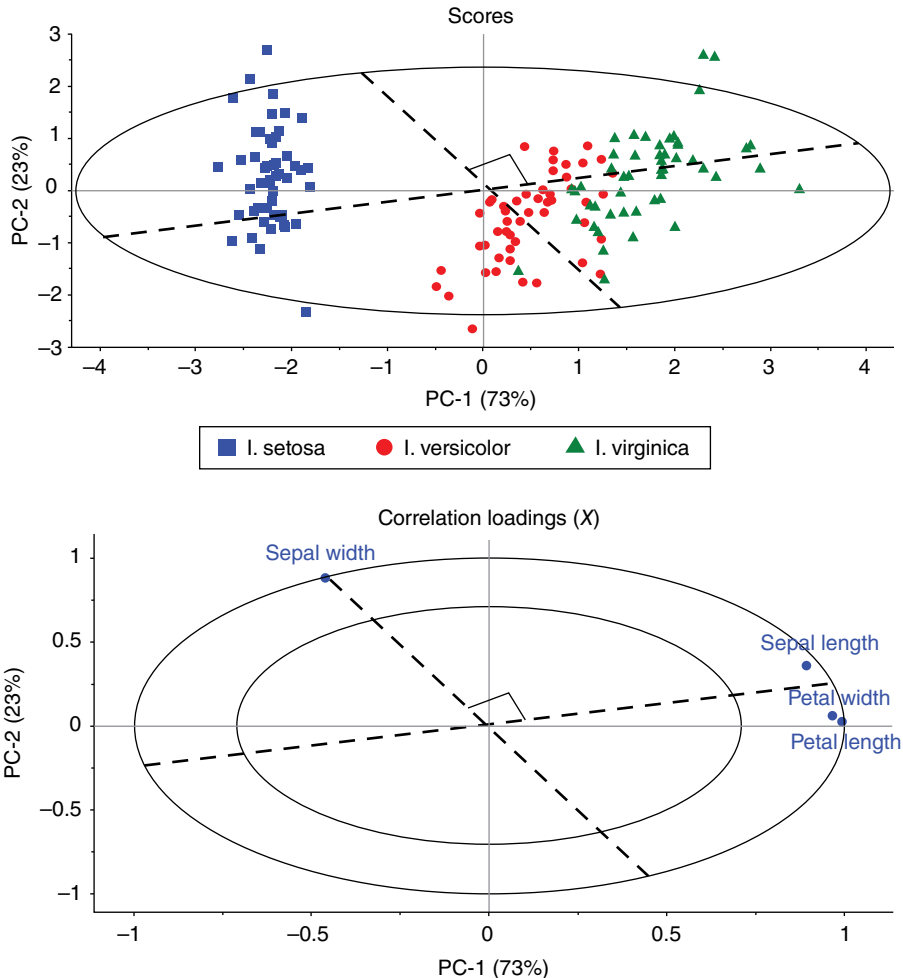 Scores
3
2
1
0
−1
−2
−3
PC-2 (23%)
−4 −3 −2 −1 0 1 2 3 4
PC-1 (73%)
I. setosa I. versicolor I. virginica
Correlation loadings (X)
1
0.5
0
−0.5
−1
PC-2 (23%)
Sepal width
Sepal length
Petal width
Petal length
−1 −0.5 0 0.5 1
PC-1 (73%)